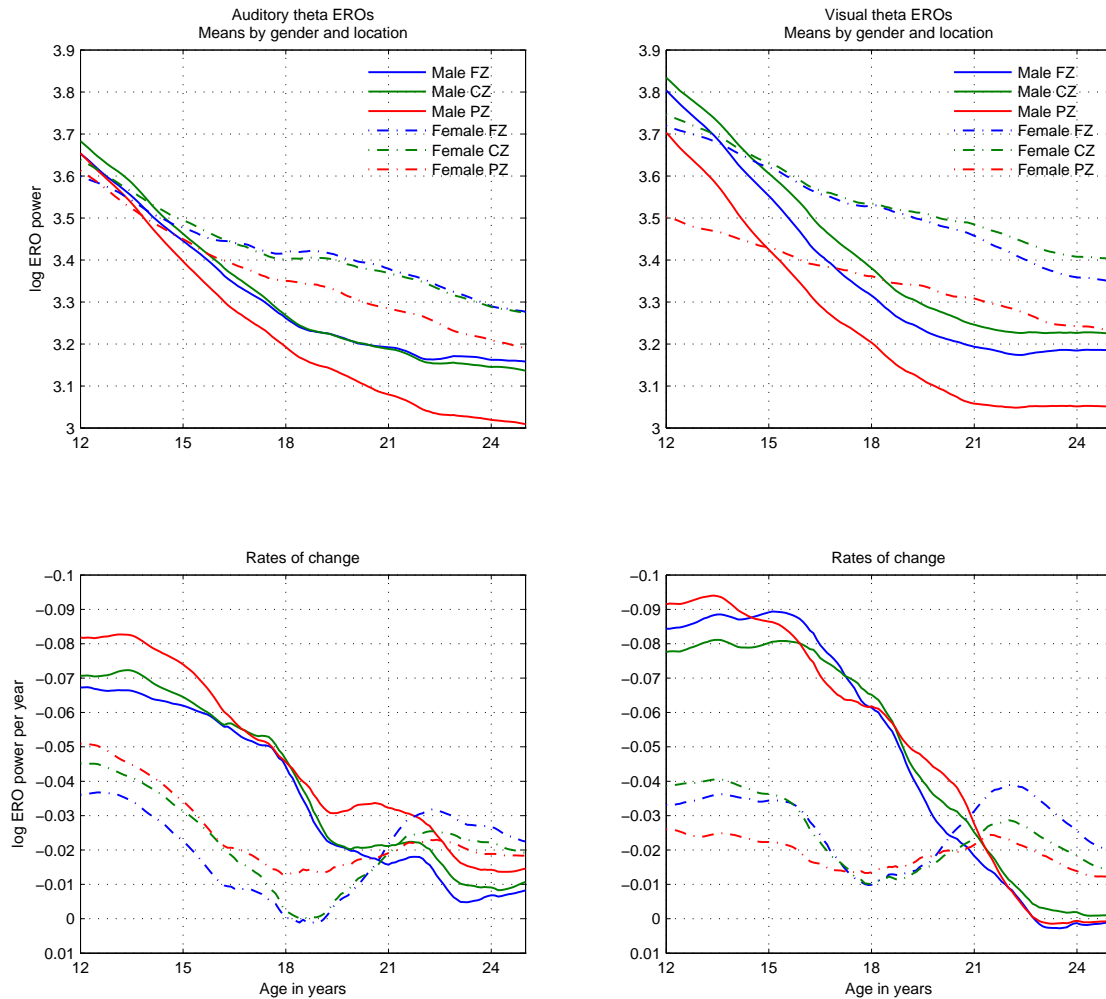 Auditory theta EROs
Means by gender and location
3.9
3.8
3.7
3.6
3.5
3.4
3.3
3.2
3.1
3
log ERO power
12 15 18 21 24
Male FZ
Male CZ
Male PZ
Female FZ
Female CZ
Female PZ
Visual theta EROs
Means by gender and location
3.9
3.8
3.7
3.6
3.5
3.4
3.3
3.2
3.1
3
12 15 18 21 24
Male FZ
Male CZ
Male PZ
Female FZ
Female CZ
Female PZ
Rates of change
−0.1
−0.09
−0.08
−0.07
−0.06
−0.05
−0.04
−0.03
−0.02
−0.01
0
0.01
log ERO power per year
12 15 18 21 24
Age in years
Rates of change
−0.1
−0.09
−0.08
−0.07
−0.06
−0.05
−0.04
−0.03
−0.02
−0.01
0
0.01
12 15 18 21 24
Age in years